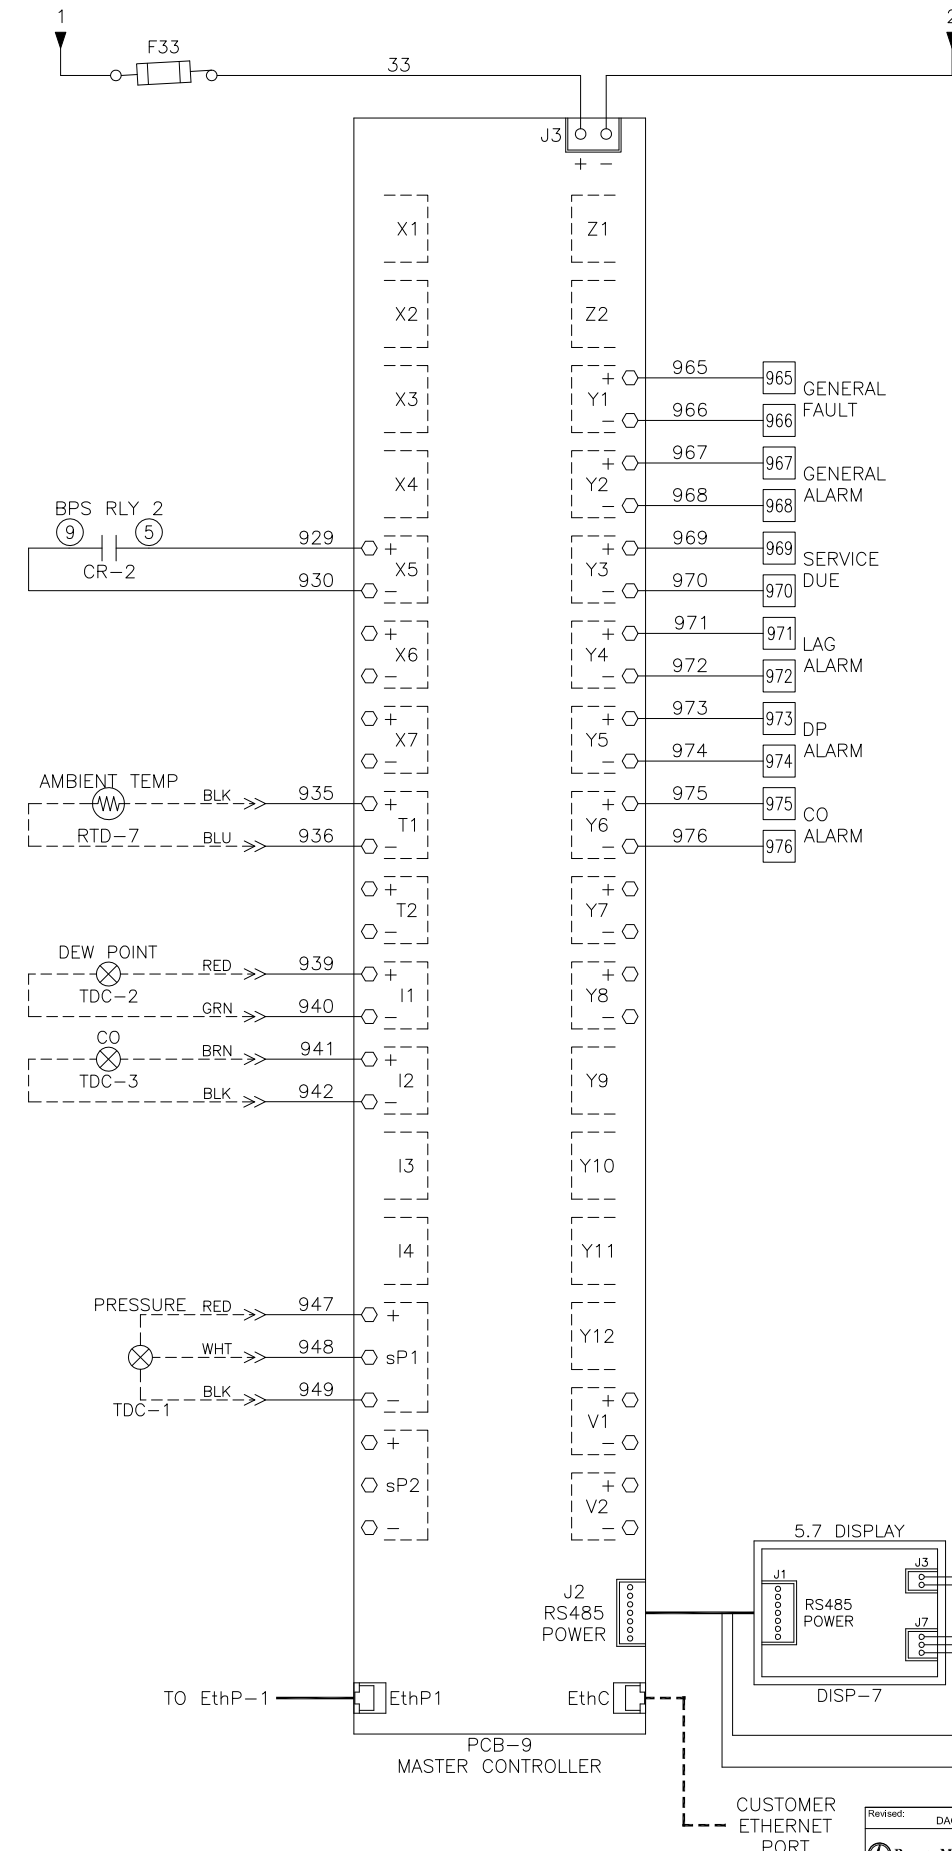 1
2
F33
33
J3
+ −
X1
Z1
X2
Z2
X3
+ Y1 −
965
966
965
966
GENERAL
FAULT
X4
+ Y2 −
967
968
967
968
GENERAL
ALARM
BPS RLY 2
9
5
CR−2
929
930
+ X5 −
+ Y3 −
969
970
969
970
SERVICE
DUE
+ X6 −
+ Y4 −
971
972
971
972
LAG
ALARM
+ X7 −
+ Y5 −
973
974
973
974
DP
ALARM
AMBIENT TEMP
RTD−7
BLK
BLU
935
936
+ T1 −
+ Y6 −
975
976
975
976
CO
ALARM
+ T2 −
+ Y7 −
DEW POINT
TDC−2
RED
GRN
939
940
+ I1 −
+ Y8 −
CO
TDC−3
BRN
BLK
941
942
+ I2 −
Y9
I3
Y10
I4
Y11
PRESSURE
TDC−1
RED
WHT
BLK
947
948
949
+ sP1 −
Y12
+ V1 −
+ sP2 −
+ V2 −
5.7 DISPLAY
J2
RS485
POWER
J1
RS485
POWER
J3
J7
DISP−7
TO EthP−1
EthP1
EthC
PCB−9
MASTER CONTROLLER
CUSTOMER
ETHERNET
PORT
Revised: